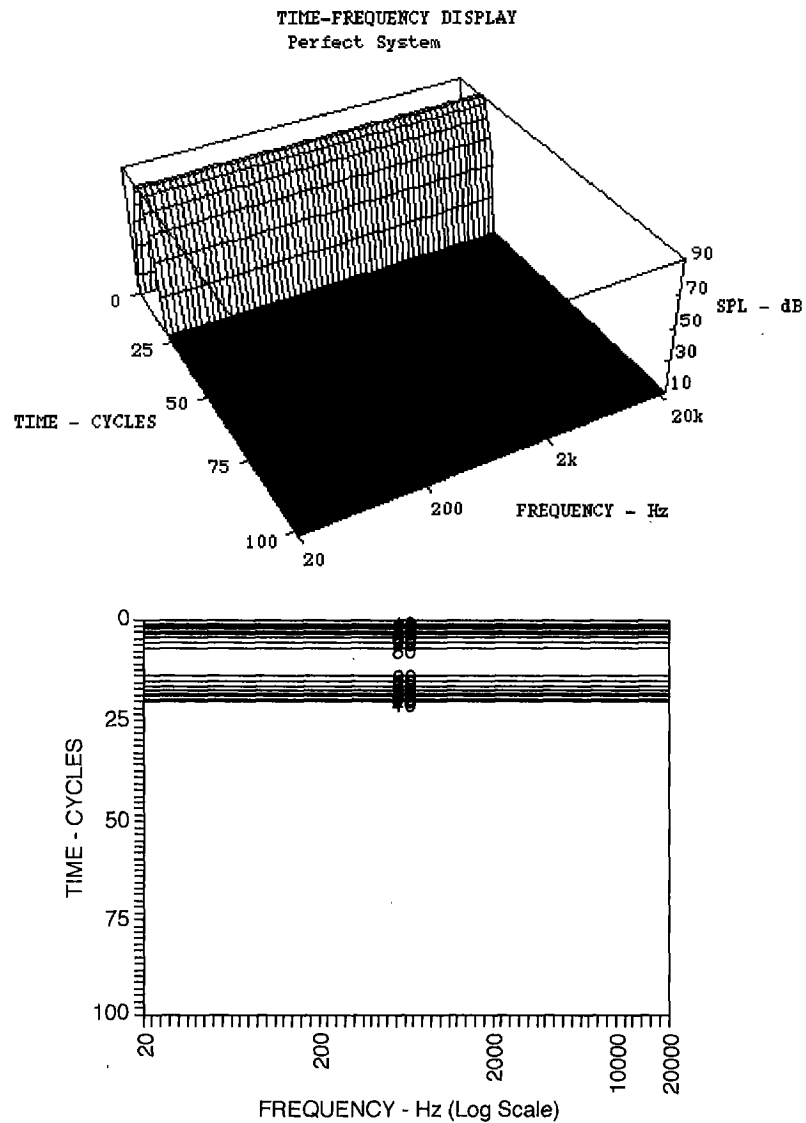 TIME-FREQUENCY DISPLAY
Perfect System
90
70
SPL - dB
50
30
10
20k
0
25
50
TIME - CYCLES
75
2k
200
FREQUENCY - Hz
100
20
0
25
50
75
100
TIME - CYCLES
20
200
2000
10000
20000
FREQUENCY - Hz (Log Scale)